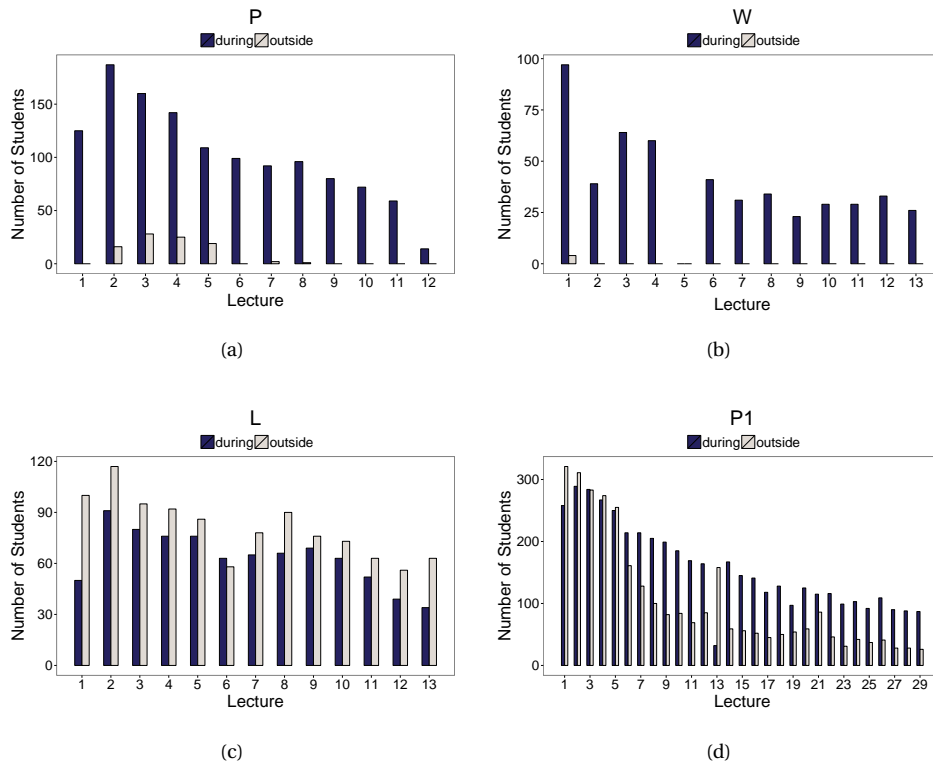 P
during outside
Number of Students
150
100
50
0
1 2 3 4 5 6 7 8 9 10 11 12
Lecture
(a)
W
during outside
Number of Students
100
75
50
25
0
1 2 3 4 5 6 7 8 9 10 11 12 13
Lecture
(b)
L
during outside
Number of Students
120
90
60
30
0
1 2 3 4 5 6 7 8 9 10 11 12 13
Lecture
(c)
P1
during outside
Number of Students
300
200
100
0
1 3 5 7 9 11 13 15 17 19 21 23 25 27 29
Lecture
(d)